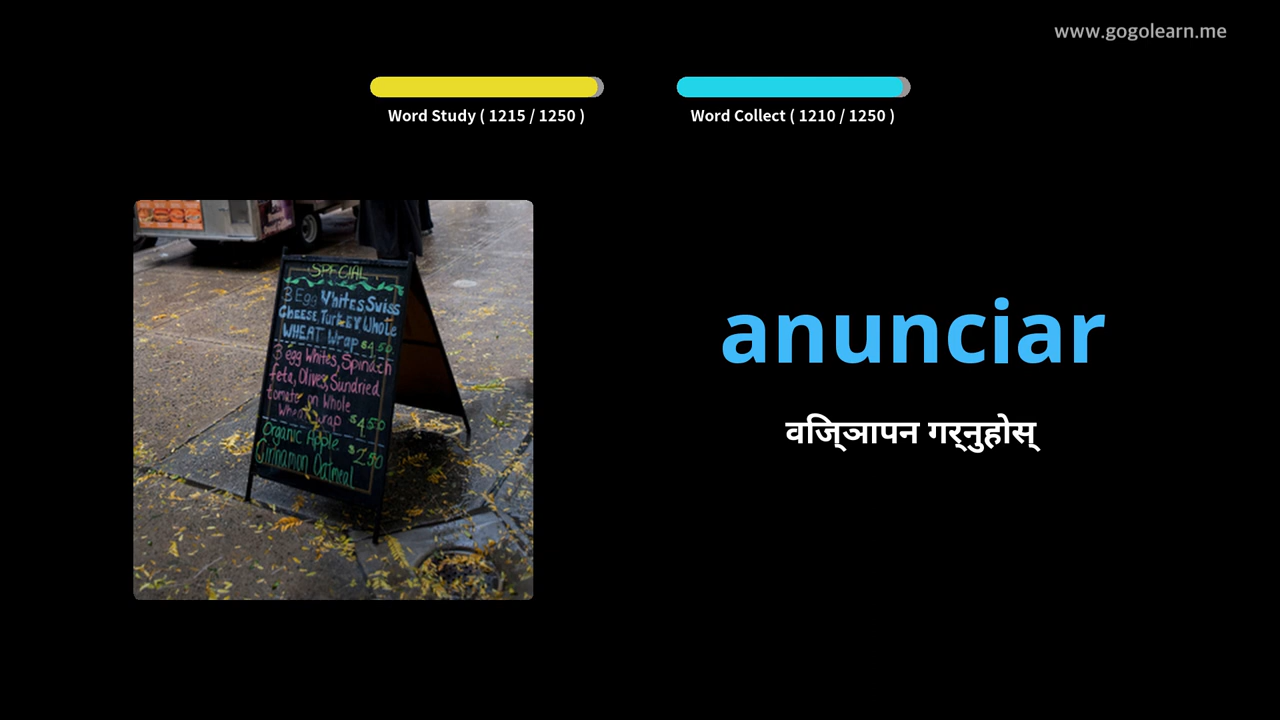 www.gogolearn.me
Word Study ( 1215 / 1250 )
Word Collect ( 1210 / 1250 )
SPECIAL
3 Egg Whites, Swiss
Cheese, Turkey Whole
WHEAT Wrap $4.50
3 egg Whites, Spinach
feta, Olives, Sundried
tomato on Whole
Wheat Wrap $4.50
Organic Apple
Cinnamon Oatmeal $2.50
anunciar
वज्ञिापन गर्नुहोस्